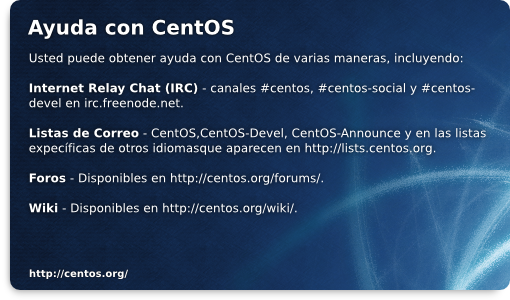 Ayuda con CentOS
Usted puede obtener ayuda con CentOS de varias maneras, incluyendo:
Internet Relay Chat (IRC) - canales #centos, #centos-social y #centos-
devel en irc.freenode.net.
Listas de Correo - CentOS,CentOS-Devel, CentOS-Announce y en las listas
expecíficas de otros idiomasque aparecen en http://lists.centos.org.
Foros - Disponibles en http://centos.org/forums/.
Wiki - Disponibles en http://centos.org/wiki/.
http://centos.org/